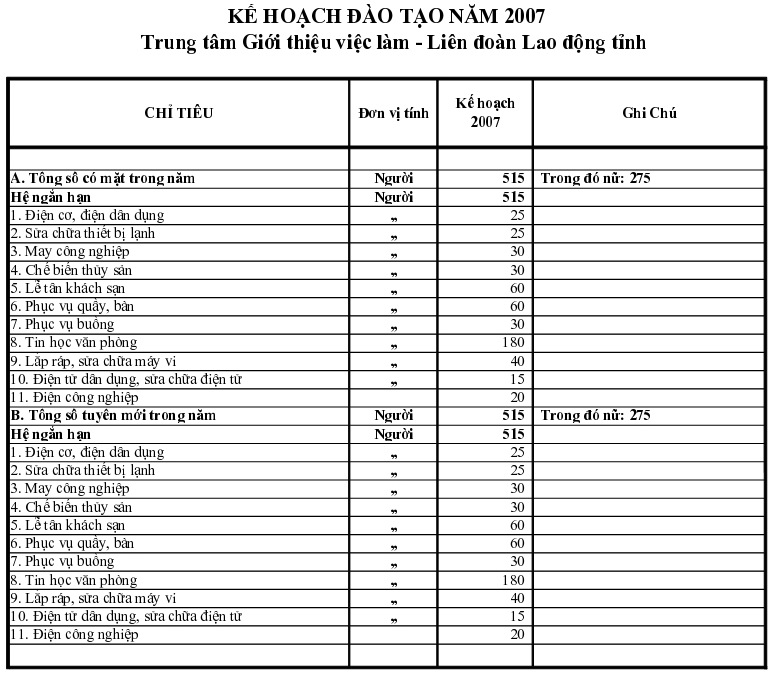 KẾ HOẠCH ĐÀO TẠO NĂM 2007
Trung tâm Giới thiệu việc làm - Liên đoàn Lao động tỉnh
CHỈ TIÊU Đơn vị tính Kế hoạch 2007 Ghi Chú
A. Tổng số có mặt trong năm Người 515 Trong đó nữ: 275
Hệ ngắn hạn Người 515
1. Điện cơ, điện dân dụng „ 25
2. Sửa chữa thiết bị lạnh „ 25
3. May công nghiệp „ 30
4. Chế biến thủy sản „ 30
5. Lễ tân khách sạn „ 60
6. Phục vụ quầy, bàn „ 60
7. Phục vụ buồng „ 30
8. Tin học văn phòng „ 180
9. Lắp ráp, sửa chữa máy vi „ 40
10. Điện tử dân dụng, sửa chữa điện tử „ 15
11. Điện công nghiệp 20
B. Tổng số tuyển mới trong năm Người 515 Trong đó nữ: 275
Hệ ngắn hạn Người 515
1. Điện cơ, điện dân dụng „ 25
2. Sửa chữa thiết bị lạnh „ 25
3. May công nghiệp „ 30
4. Chế biến thủy sản „ 30
5. Lễ tân khách sạn „ 60
6. Phục vụ quầy, bàn „ 60
7. Phục vụ buồng „ 30
8. Tin học văn phòng „ 180
9. Lắp ráp, sửa chữa máy vi „ 40
10. Điện tử dân dụng, sửa chữa điện tử „ 15
11. Điện công nghiệp 20